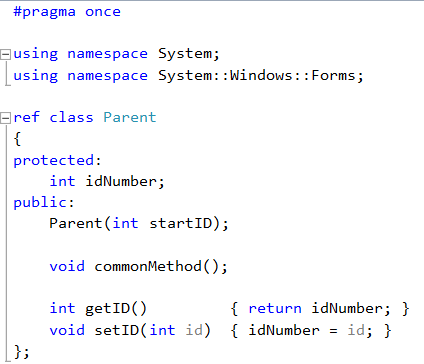 #pragma once
using namespace System;
using namespace System::Windows::Forms;
ref class Parent
{
protected:
    int idNumber;
public:
    Parent(int startID);
    void commonMethod();
    int getID()         { return idNumber; }
    void setID(int id)  { idNumber = id; }
};